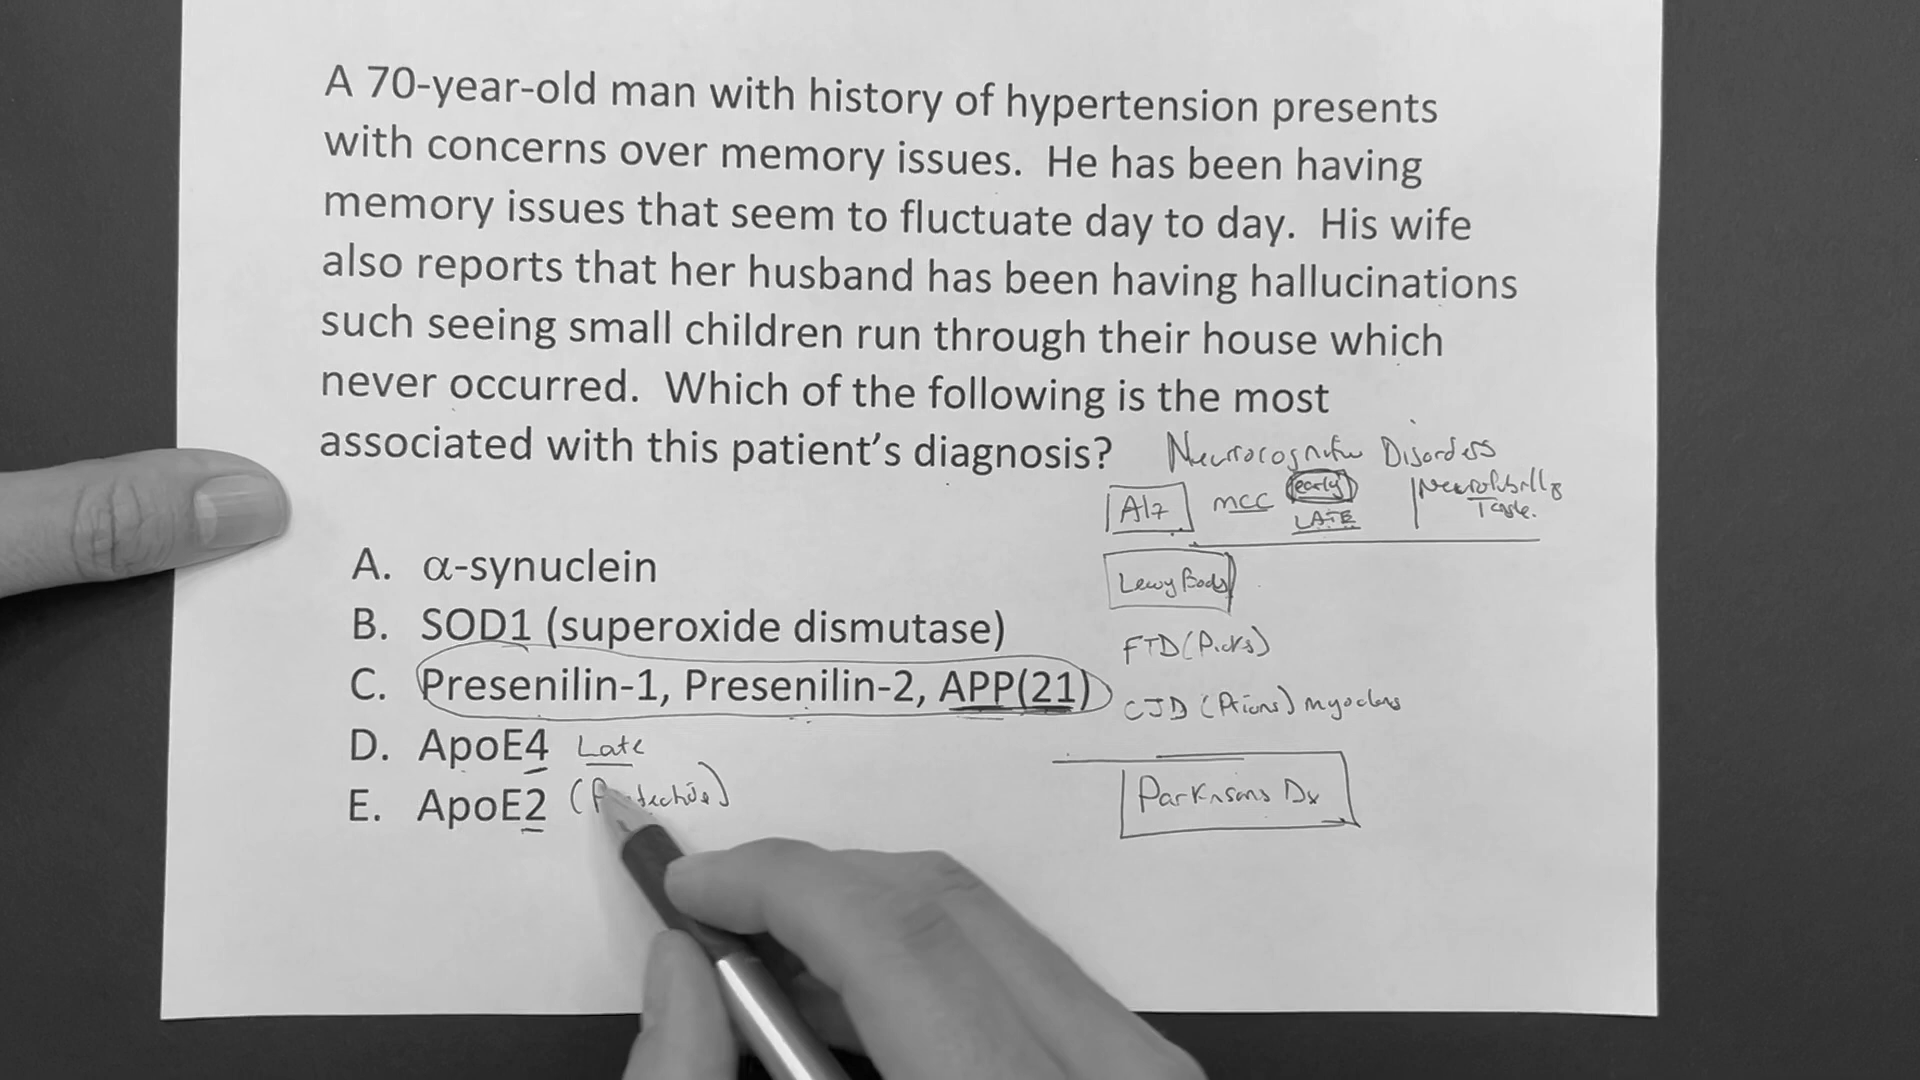 A 70-year-old man with history of hypertension presents
with concerns over memory issues. He has been having
memory issues that seem to fluctuate day to day. His wife
also reports that her husband has been having hallucinations
such seeing small children run through their house which
never occurred. Which of the following is the most
associated with this patient's diagnosis?
Neurocognitive Disorders
Alz mcc early
LATE
A. α-synuclein
Lewy Body
B. SOD1 (superoxide dismutase)
FTD (Picks)
C. Presenilin-1, Presenilin-2, APP(21)
CJD (Prions)
D. ApoE4 Late
E. ApoE2
Parkinsons Dx